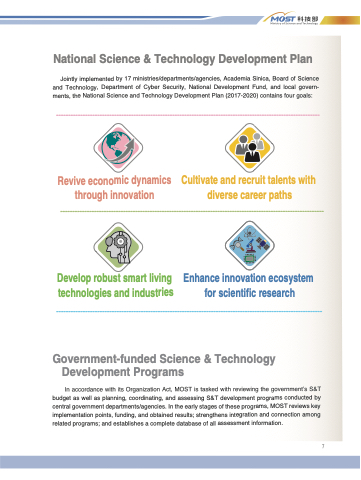 MOST 科技部
Ministry of Science and Technology
National Science & Technology Development Plan
Jointly implemented by 17 ministries/departments/agencies, Academia Sinica, Board of Science
and Technology, Department of Cyber Security, National Development Fund, and local govern-
ments, the National Science and Technology Development Plan (2017-2020) contains four goals:
Revive economic dynamics
through innovation
Cultivate and recruit talents with
diverse career paths
Develop robust smart living
technologies and industries
Enhance innovation ecosystem
for scientific research
Government-funded Science & Technology
Development Programs
In accordance with its Organization Act, MOST is tasked with reviewing the government's S&T
budget as well as planning, coordinating, and assessing S&T development programs conducted by
central government departments/agencies. In the early stages of these programs, MOST reviews key
implementation points, funding, and obtained results; strengthens integration and connection among
related programs; and establishes a complete database of all assessment information.
7